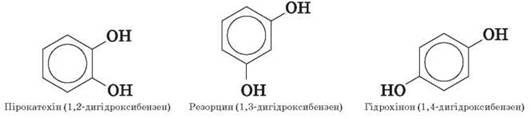 OH
OH
Пірокатехін (1,2-дигідроксибензен)
OH
OH
Резорцин (1,3-дигідроксибензен)
OH
HO
Гідрохінон (1,4-дигідроксибензен)